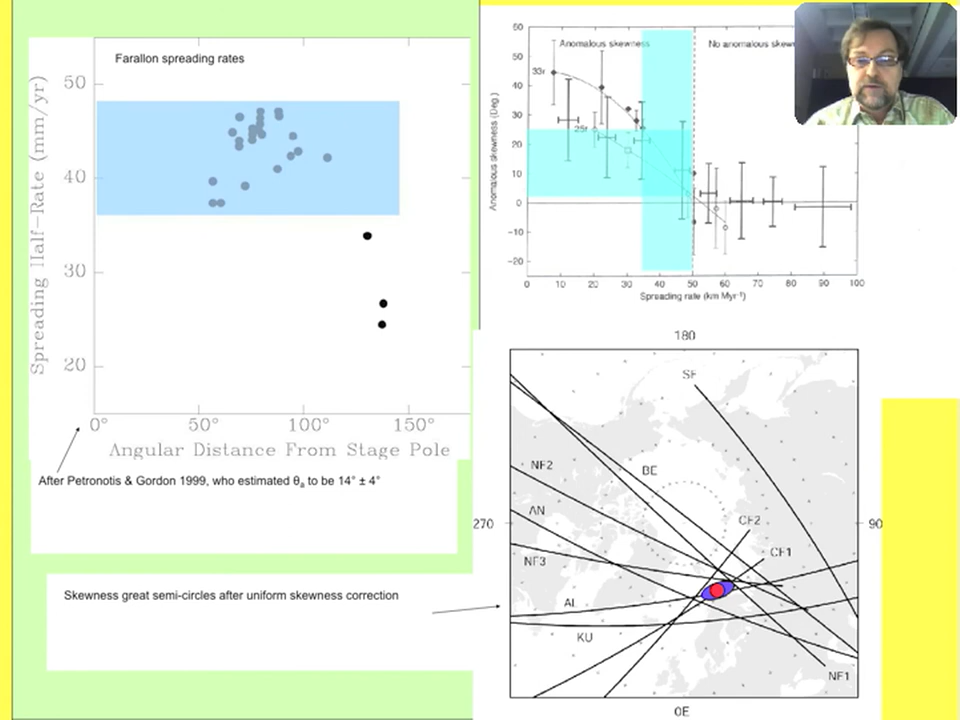 Farallon spreading rates
Spreading Half-Rate (mm/yr)
50
40
30
20
0° 50° 100° 150°
Angular Distance From Stage Pole
After Petronotis & Gordon 1999, who estimated θa to be 14° ± 4°
Skewness great semi-circles after uniform skewness correction
Anomalous skewness
No anomalous skew
Anomalous skewness (Deg.)
60
50
40
30
20
10
0
-10
-20
33r
25r
0 10 20 30 40 50 60 70 80 90 100
Spreading rate (km Myr⁻¹)
180
SF
NF2
BE
AN
CF2
270
90
CF1
NF3
AL
KU
NF1
0E